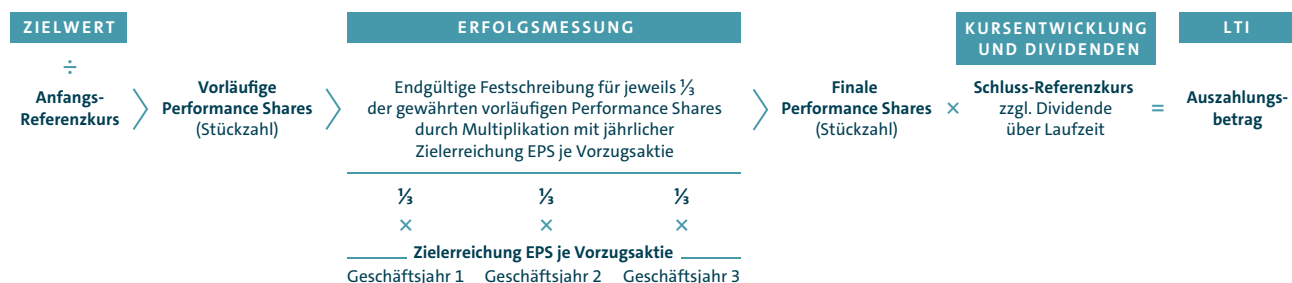 ZIELWERT
÷
Anfangs-
Referenzkurs
Vorläufige
Performance Shares
(Stückzahl)
ERFOLGSMESSUNG
Endgültige Festschreibung für jeweils ⅓
der gewährten vorläufigen Performance Shares
durch Multiplikation mit jährlicher
Zielerreichung EPS je Vorzugsaktie
⅓ ⅓ ⅓
× × ×
Zielerreichung EPS je Vorzugsaktie
Geschäftsjahr 1 Geschäftsjahr 2 Geschäftsjahr 3
Finale
Performance Shares
(Stückzahl)
×
KURSENTWICKLUNG
UND DIVIDENDEN
Schluss-Referenzkurs
zzgl. Dividende
über Laufzeit
=
LTI
Auszahlungs-
betrag